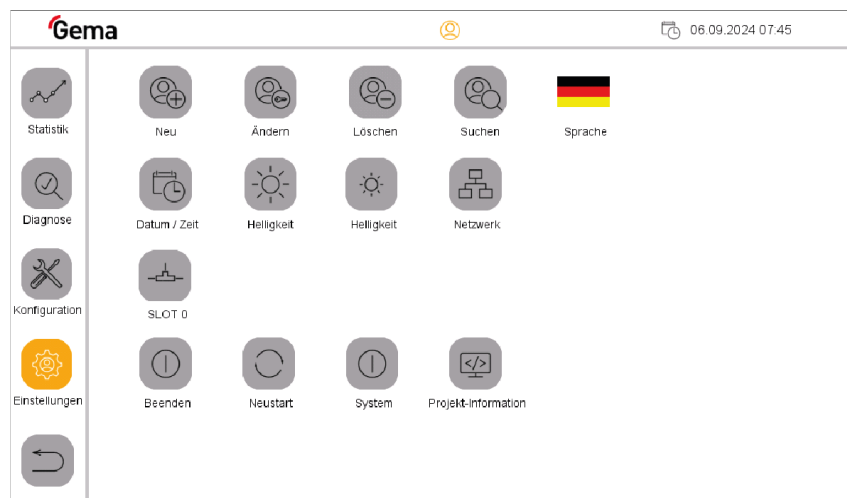 Gema
06.09.2024 07:45
Statistik
Neu
Ändern
Löschen
Suchen
Sprache
Diagnose
Datum / Zeit
Helligkeit
Helligkeit
Netzwerk
Konfiguration
SLOT 0
Einstellungen
Beenden
Neustart
System
</>
Projekt-Information